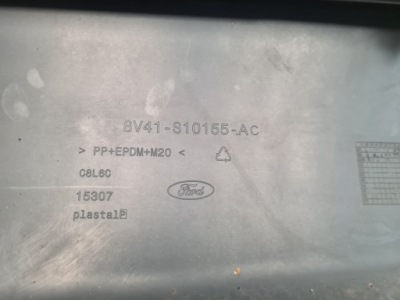 8V41-S10155-AC
> PP+EPDM+M20 <
C8L6C
Ford
15307
plastal